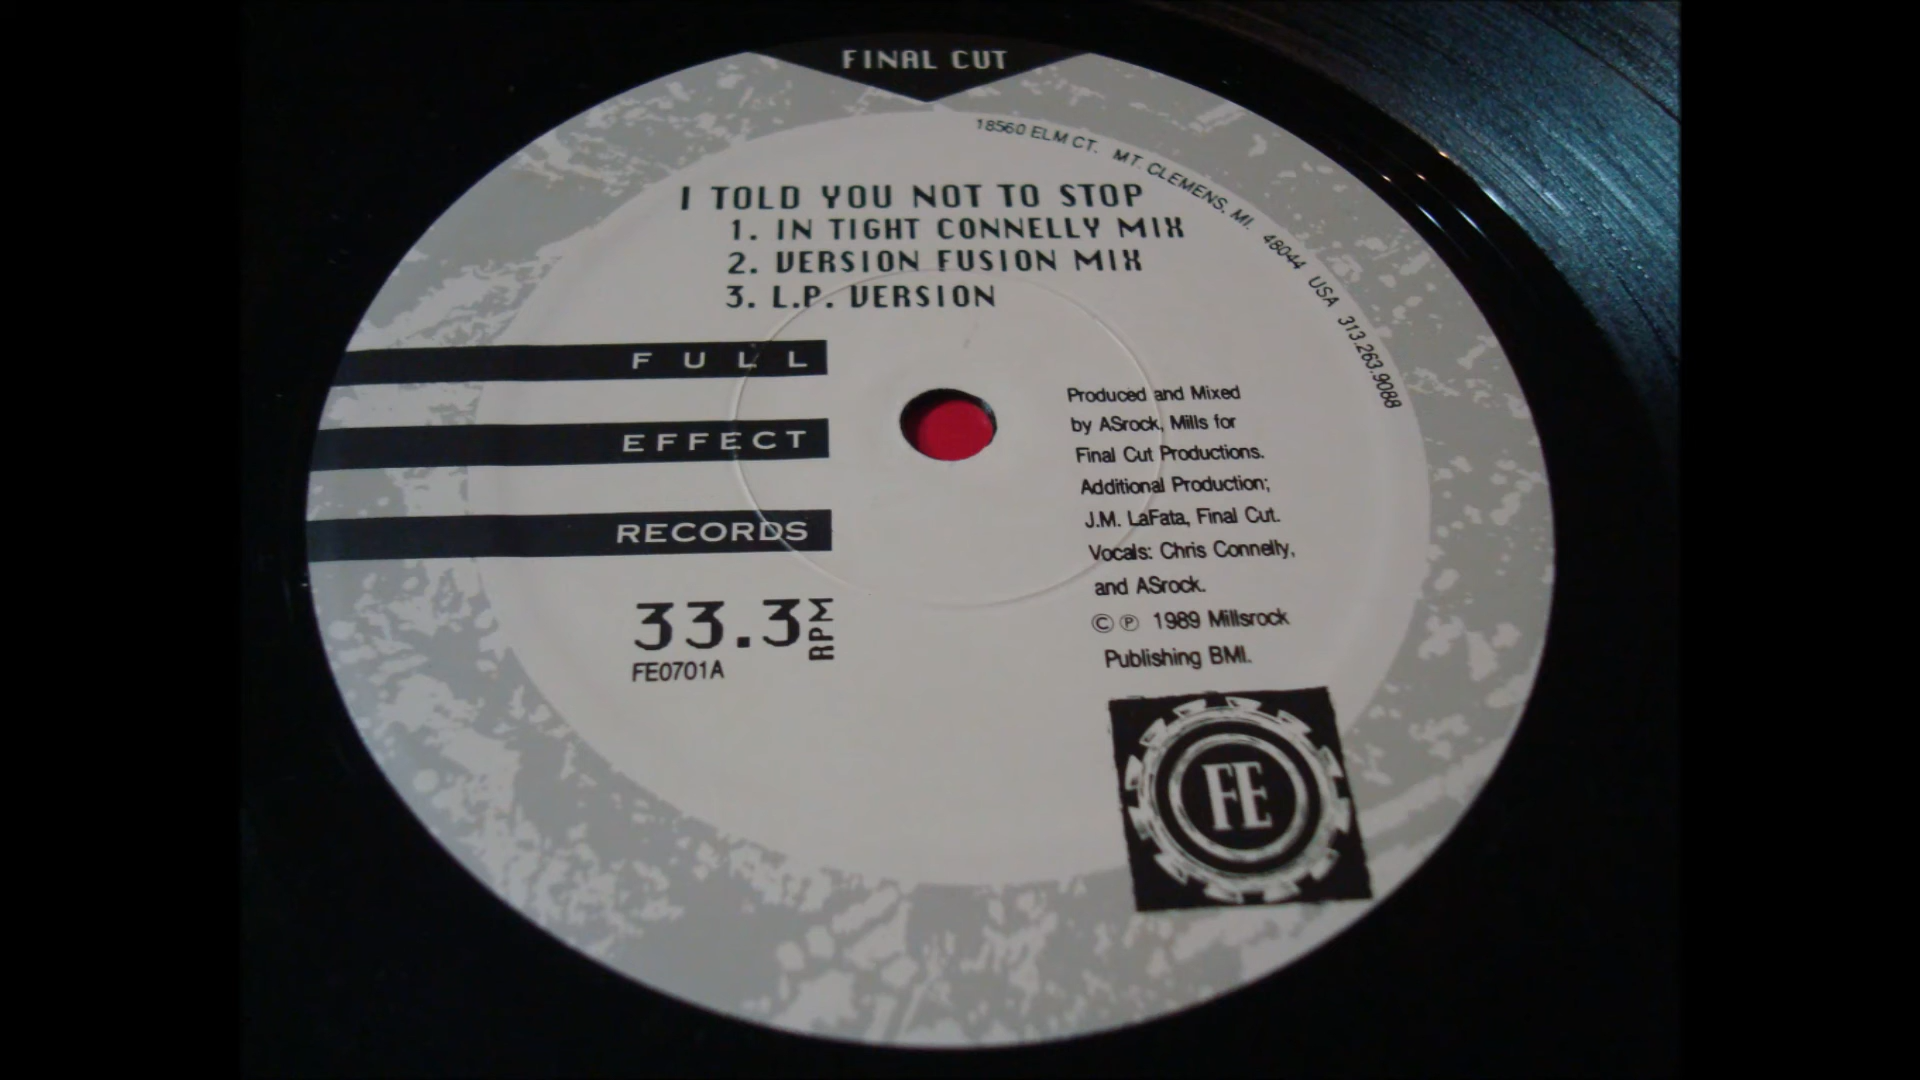 FINAL CUT
18560 ELM CT. MT. CLEMENS, MI. 48044 USA 313.263.9088
I TOLD YOU NOT TO STOP
1. IN TIGHT CONNELLY MIX
2. VERSION FUSION MIX
3. L.P. VERSION
FULL
EFFECT
RECORDS
33.3 RPM
FE0701A
Produced and Mixed
by ASrock, Mills for
Final Cut Productions.
Additional Production;
J.M. LaFata, Final Cut.
Vocals: Chris Connelly,
and ASrock.
© ℗ 1989 Millsrock
Publishing BMI.
FE